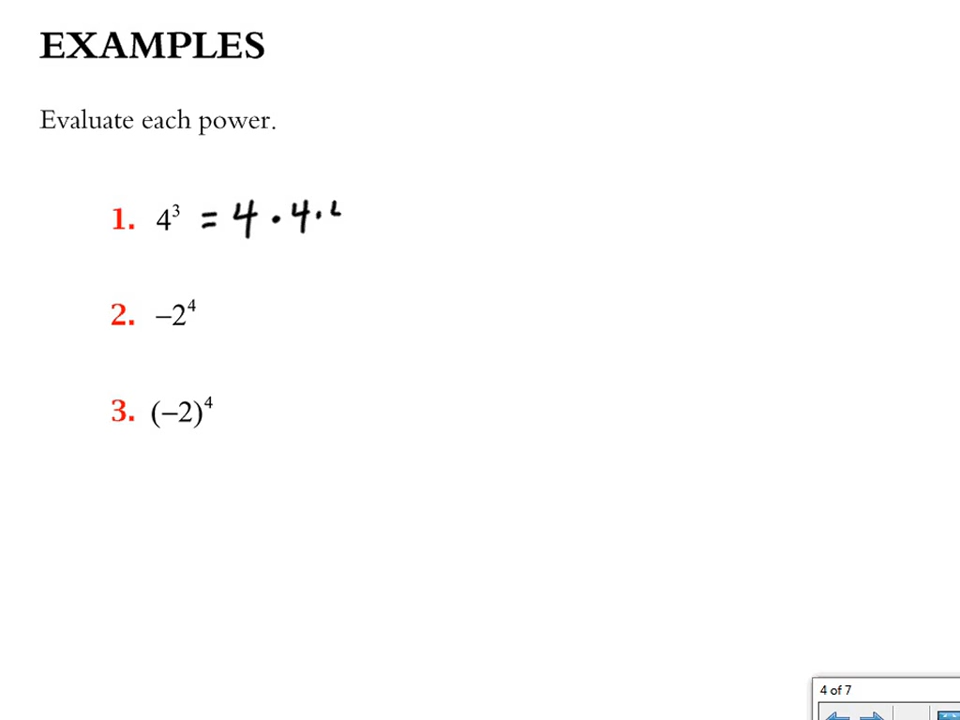 EXAMPLES
Evaluate each power.
1. 4³ = 4 · 4 ·
2. −2⁴
3. (−2)⁴
4 of 7